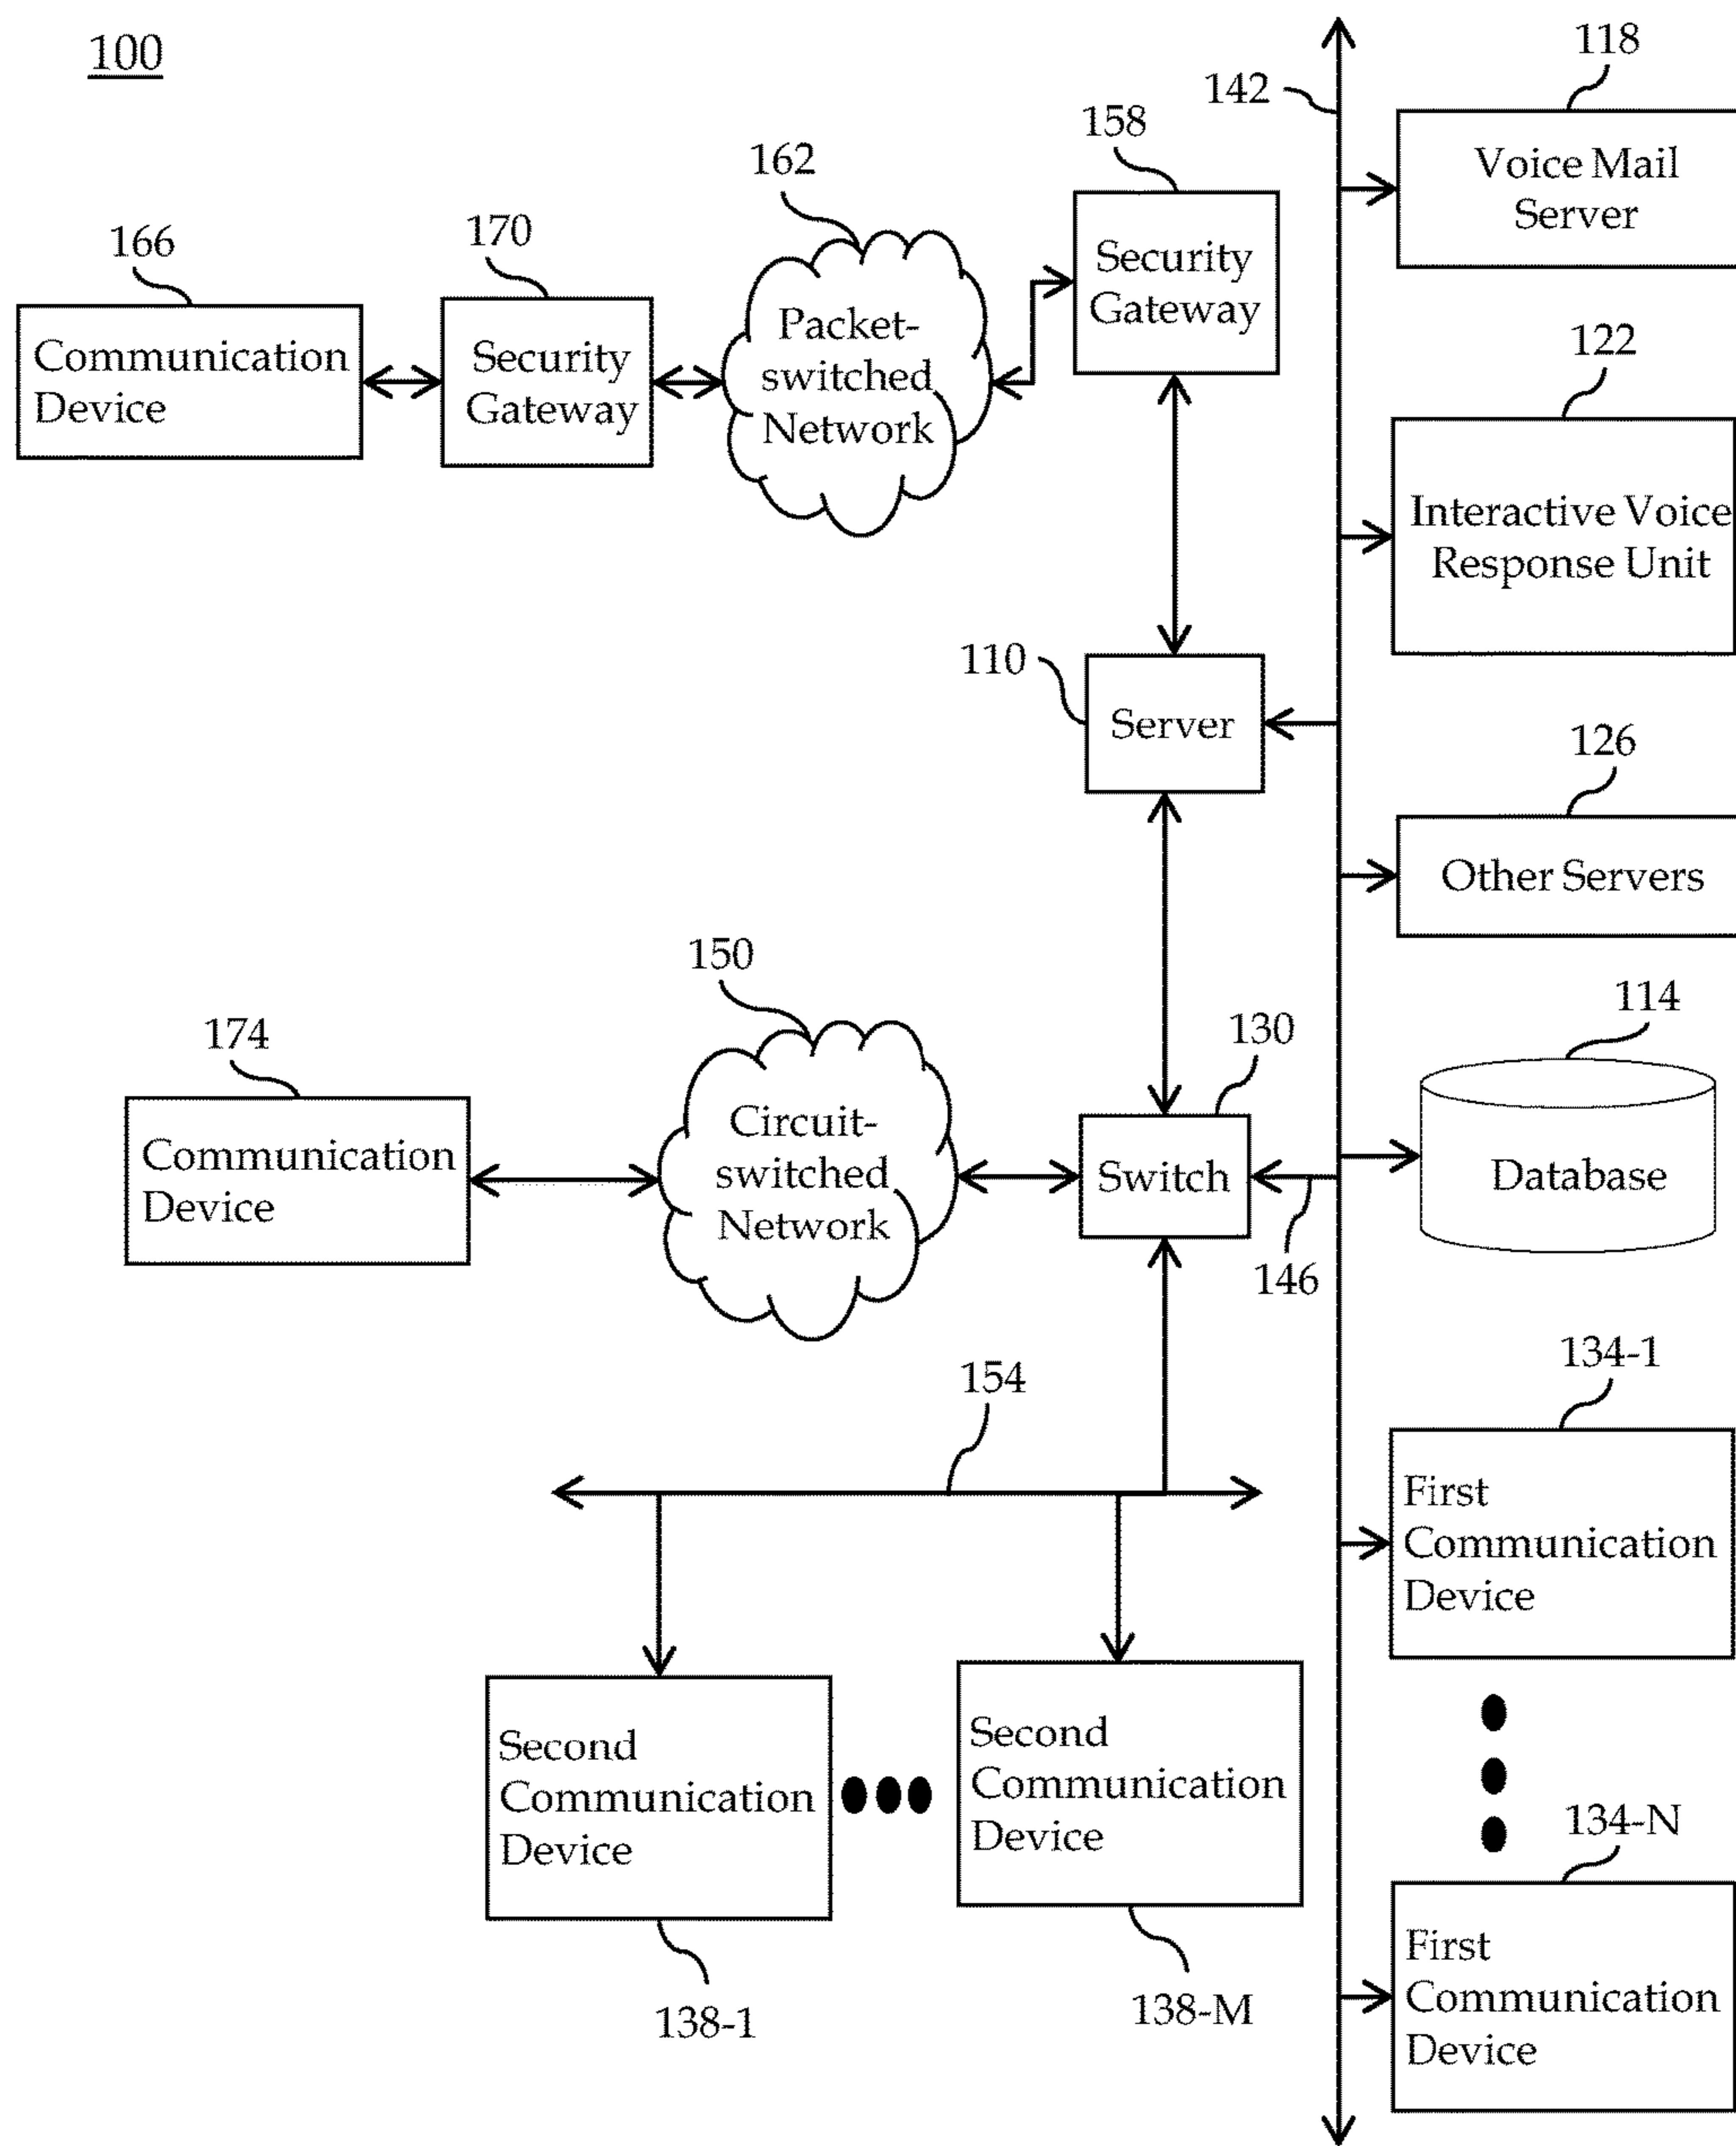 100
118
142
158
162
Voice Mail
Server
170
166
Security
Gateway
Packet-
switched
Network
122
Communication
Device
Security
Gateway
Interactive Voice
Response Unit
110
Server
126
Other Servers
150
114
174
130
Circuit-
switched
Network
Communication
Device
Switch
Database
146
134-1
154
First
Communication
Device
Second
Communication
Device
Second
Communication
Device
134-N
First
Communication
Device
138-1
138-M